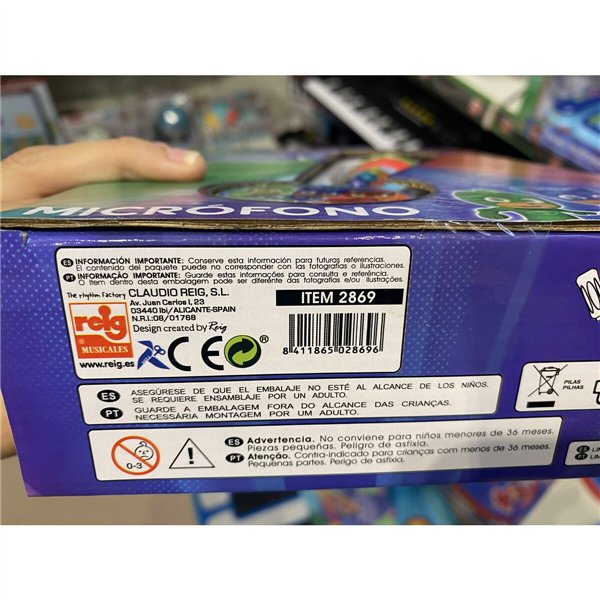 MICRÓFONO
ES INFORMACIÓN IMPORTANTE: Conserve esta información para futuras referencias.
El contenido del paquete puede no corresponder con las fotografías o ilustraciones.
PT INFORMAÇÃO IMPORTANTE: Guarde estas informações para consulta e referência.
O item dentro desta embalagem pode ser diferente das fotografias e/ou ilustrações.
The rhythm factory
CLAUDIO REIG, S.L.
Av. Juan Carlos I, 23
03440 Ibi/ALICANTE-SPAIN
N.R.I.:08/01768
Design created by Reig
reig
MUSICALES
www.reig.es
CE
ITEM 2869
8 411865 028696
ES ASEGÚRESE DE QUE EL EMBALAJE NO ESTÉ AL ALCANCE DE LOS NIÑOS.
SE REQUIERE ENSAMBLAJE POR UN ADULTO.
PT GUARDE A EMBALAGEM FORA DO ALCANCE DAS CRIANÇAS.
NECESSÁRIA MONTAGEM POR UM ADULTO.
0-3
ES Advertencia. No conviene para niños menores de 36 meses.
Piezas pequeñas. Peligro de asfixia.
PT Atenção. Contra-indicado para crianças com menos de 36 meses.
Pequenas partes. Perigo de asfixia.
PILAS
PILHAS
ES LIM
PT LIM